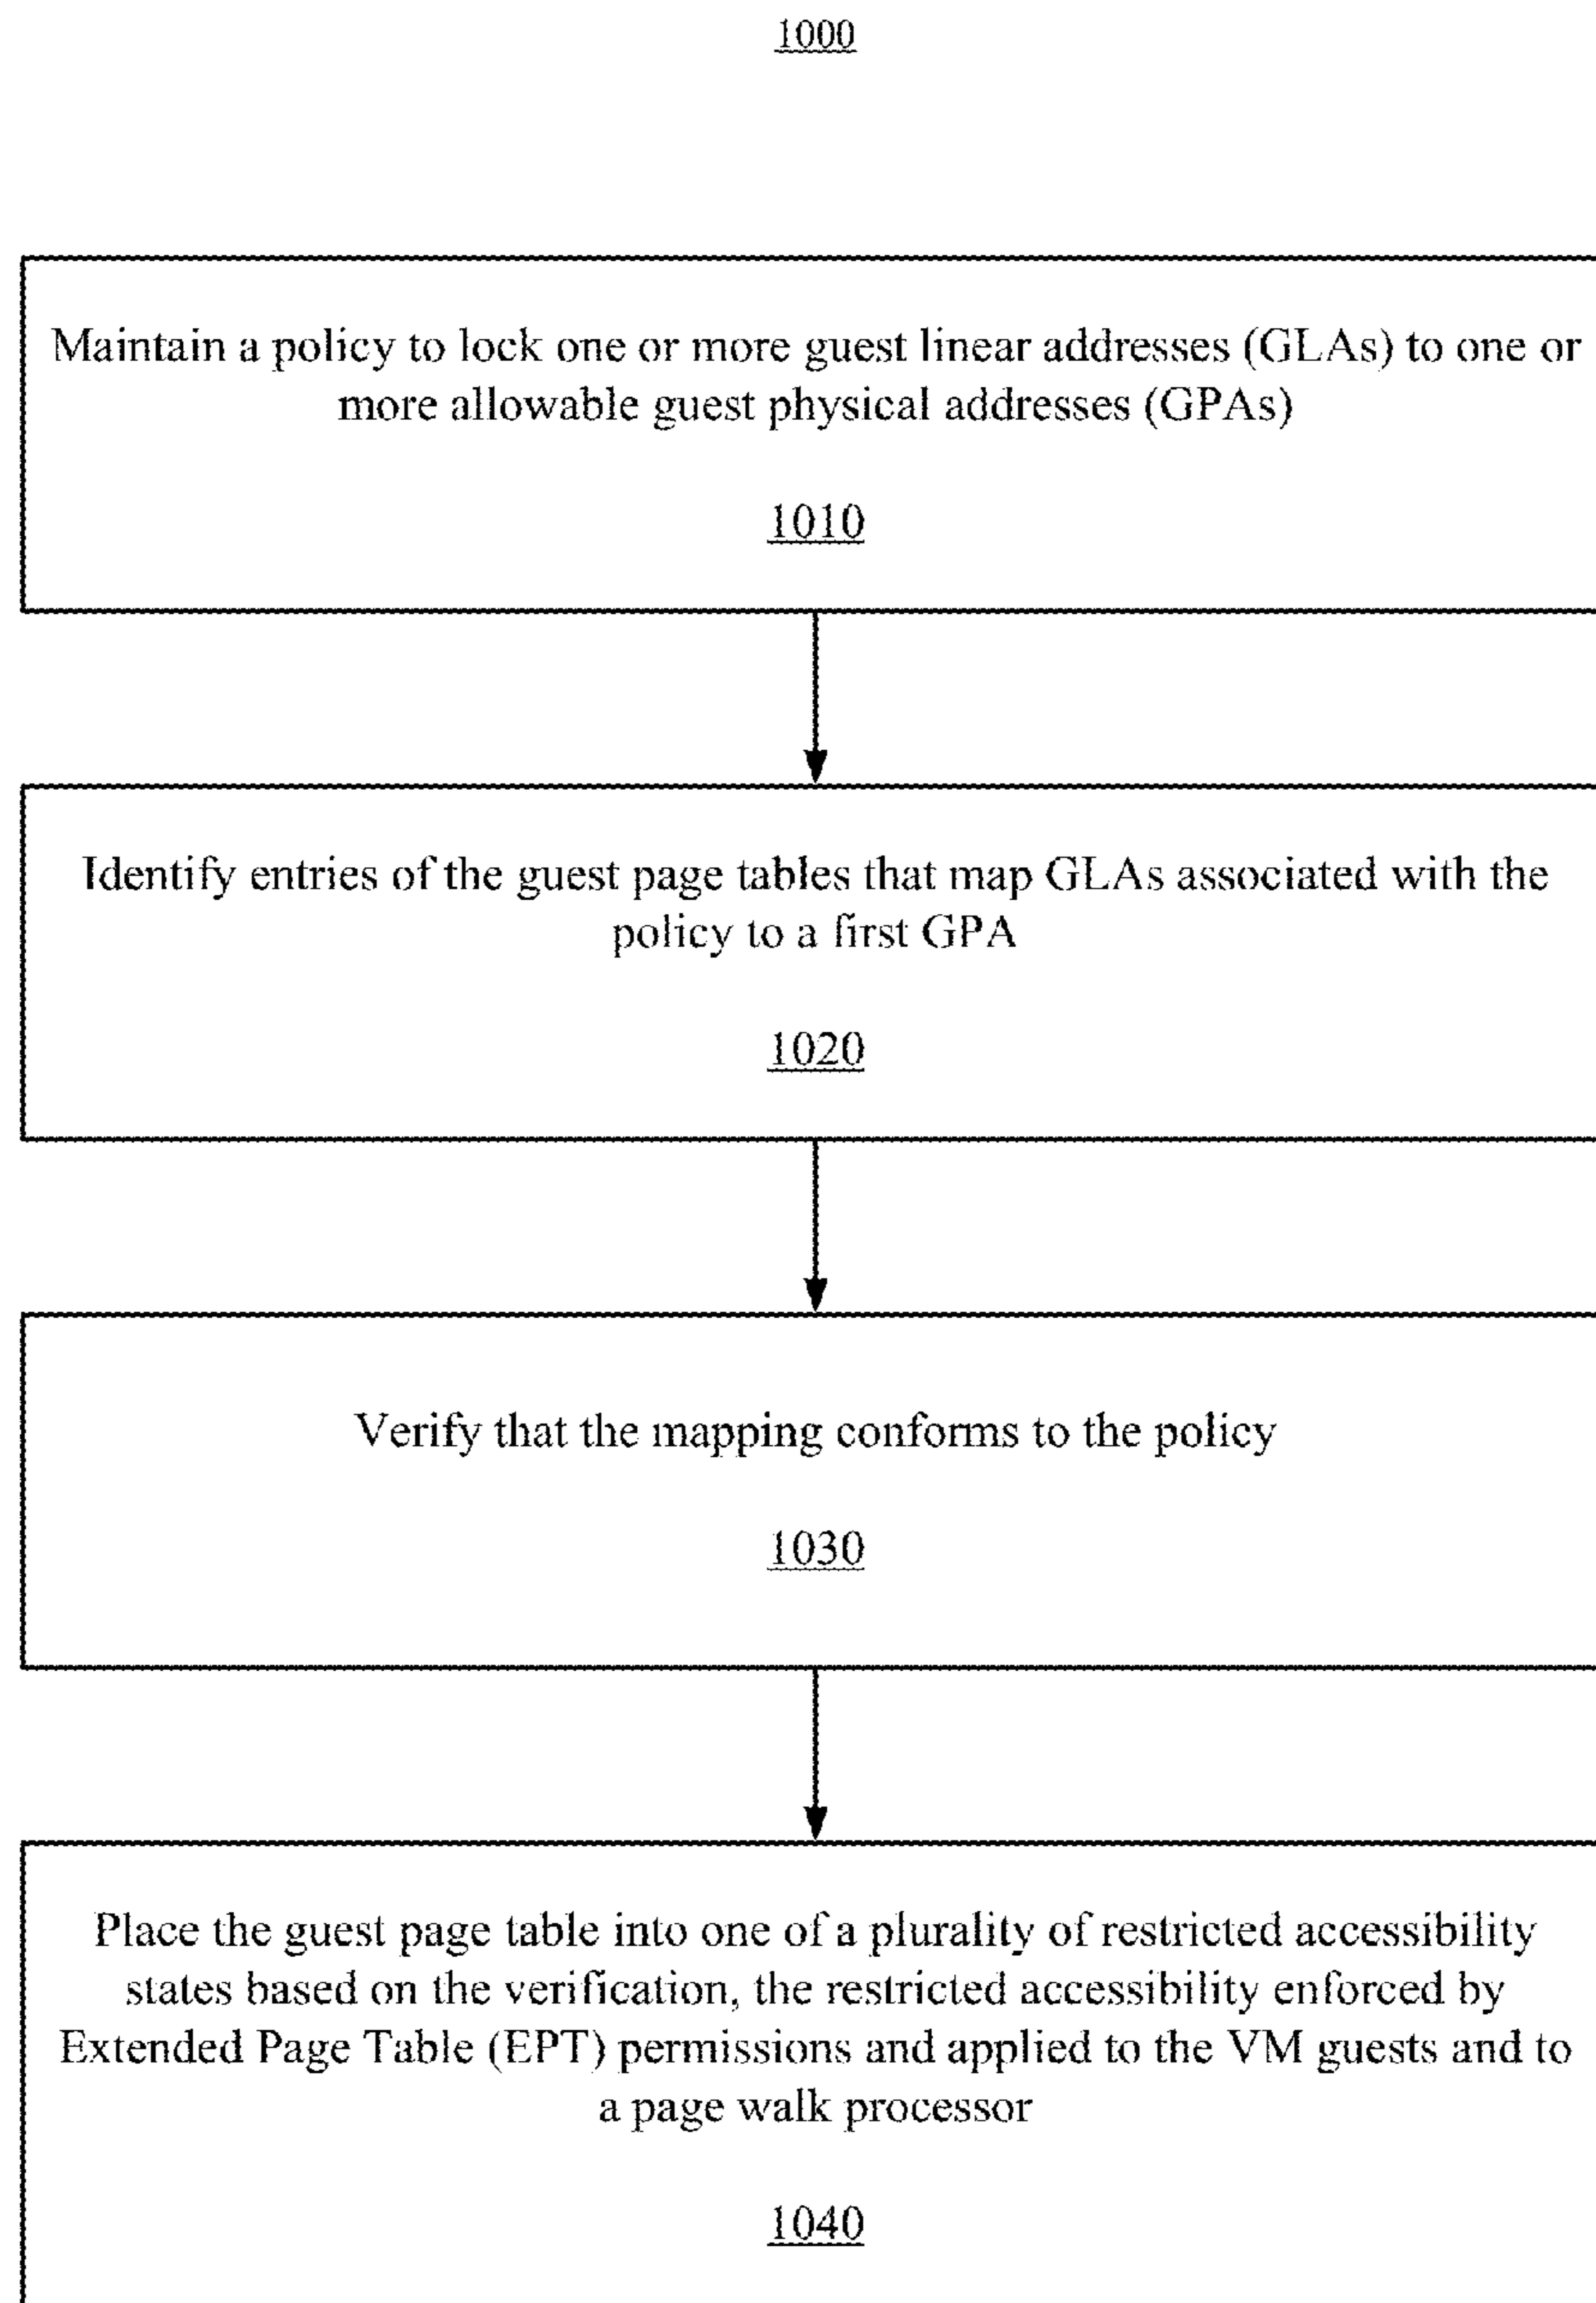 1000
Maintain a policy to lock one or more guest linear addresses (GLAs) to one or
more allowable guest physical addresses (GPAs)
1010
Identify entries of the guest page tables that map GLAs associated with the
policy to a first GPA
1020
Verify that the mapping conforms to the policy
1030
Place the guest page table into one of a plurality of restricted accessibility
states based on the verification, the restricted accessibility enforced by
Extended Page Table (EPT) permissions and applied to the VM guests and to
a page walk processor
1040